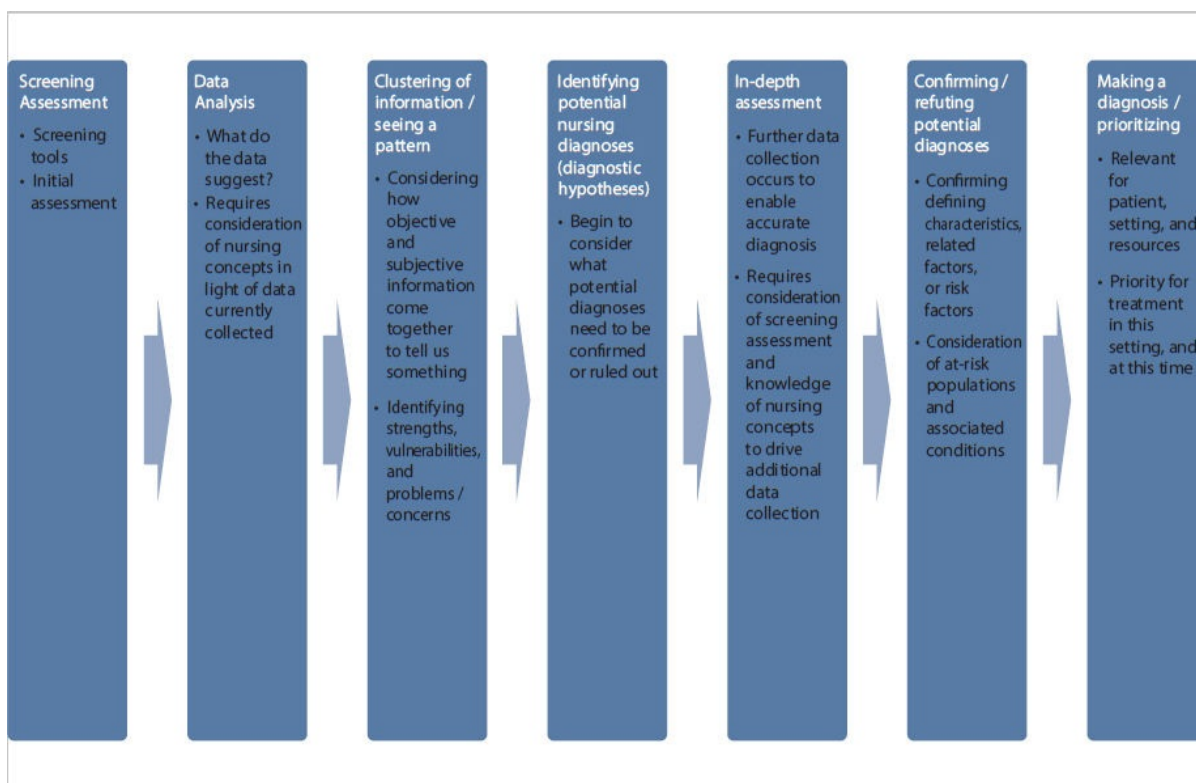 Screening
Assessment
• Screening
tools
• Initial
assessment
Data
Analysis
• What do
the data
suggest?
• Requires
consideration
of nursing
concepts in
light of data
currently
collected
Clustering of
information /
seeing a
pattern
• Considering
how
objective
and
subjective
information
come
together
to tell us
something
• Identifying
strengths,
vulnerabilities,
and
problems /
concerns
Identifying
potential
nursing
diagnoses
(diagnostic
hypotheses)
• Begin to
consider
what
potential
diagnoses
need to be
confirmed
or ruled out
In-depth
assessment
• Further data
collection
occurs to
enable
accurate
diagnosis
• Requires
consideration
of screening
assessment
and
knowledge
of nursing
concepts
to drive
additional
data
collection
Confirming /
refuting
potential
diagnoses
• Confirming
defining
characteristics,
related
factors,
or risk
factors
• Consideration
of at-risk
populations
and
associated
conditions
Making a
diagnosis /
prioritizing
• Relevant
for
patient,
setting, and
resources
• Priority for
treatment
in this
setting, and
at this time